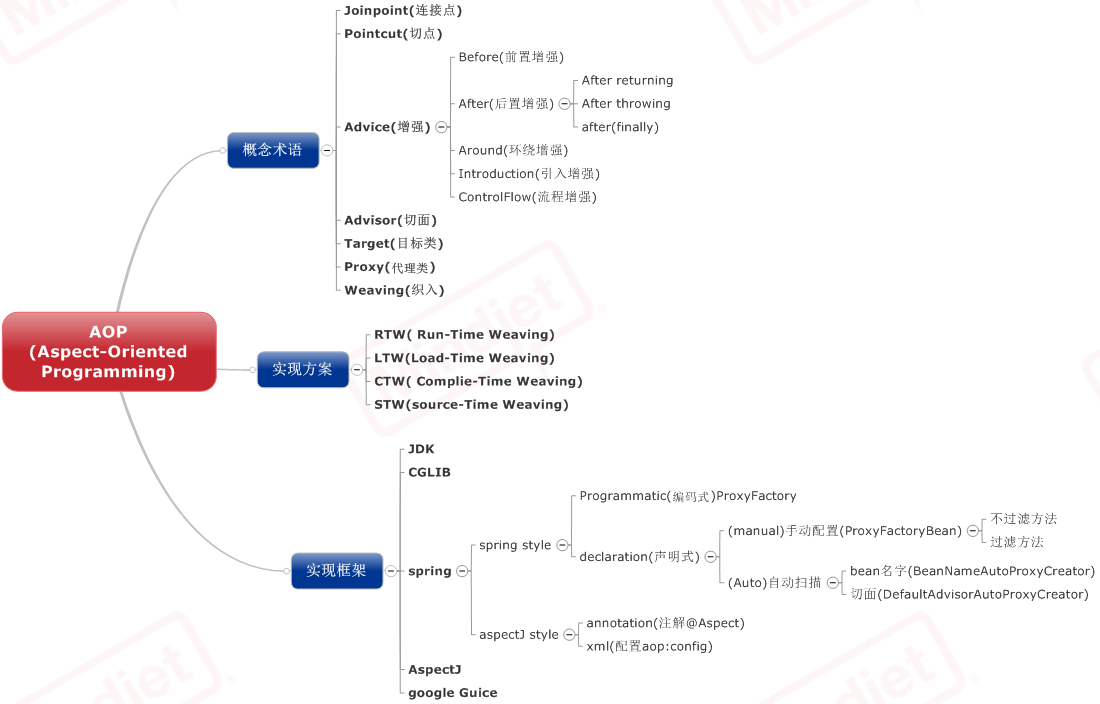 AOP
(Aspect-Oriented
Programming)
概念术语
Joinpoint(连接点)
Pointcut(切点)
Advice(增强)
Before(前置增强)
After(后置增强)
After returning
After throwing
after(finally)
Around(环绕增强)
Introduction(引入增强)
ControlFlow(流程增强)
Advisor(切面)
Target(目标类)
Proxy(代理类)
Weaving(织入)
实现方案
RTW( Run-Time Weaving)
LTW(Load-Time Weaving)
CTW( Complie-Time Weaving)
STW(source-Time Weaving)
实现框架
JDK
CGLIB
spring
spring style
Programmatic(编码式)ProxyFactory
declaration(声明式)
(manual)手动配置(ProxyFactoryBean)
不过滤方法
过滤方法
(Auto)自动扫描
bean名字(BeanNameAutoProxyCreator)
切面(DefaultAdvisorAutoProxyCreator)
aspectJ style
annotation(注解@Aspect)
xml(配置aop:config)
AspectJ
google Guice